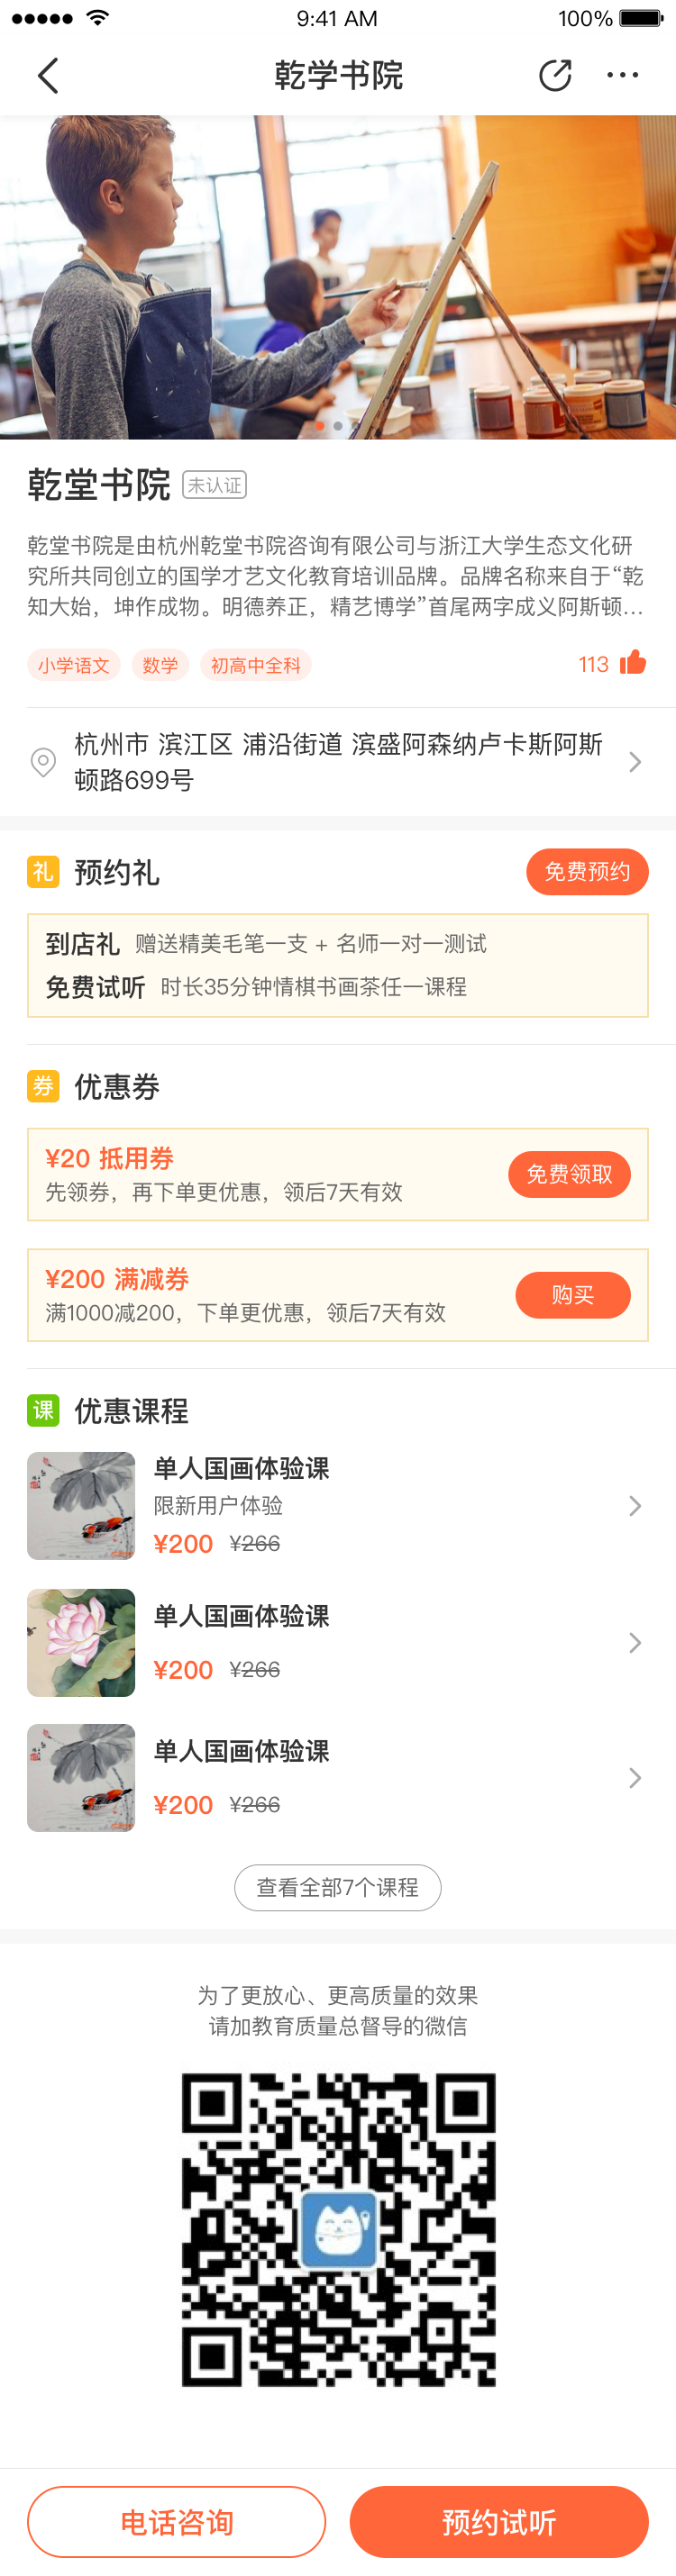 9:41 AM
100%
乾学书院
乾堂书院 未认证
乾堂书院是由杭州乾堂书院咨询有限公司与浙江大学生态文化研
究所共同创立的国学才艺文化教育培训品牌。品牌名称来自于“乾
知大始，坤作成物。明德养正，精艺博学”首尾两字成义阿斯顿...
小学语文 数学 初高中全科 113
杭州市 滨江区 浦沿街道 滨盛阿森纳卢卡斯阿斯
顿路699号
礼 预约礼 免费预约
到店礼 赠送精美毛笔一支 + 名师一对一测试
免费试听 时长35分钟情棋书画茶任一课程
券 优惠券
¥20 抵用券
先领券，再下单更优惠，领后7天有效
免费领取
¥200 满减券
满1000减200，下单更优惠，领后7天有效
购买
课 优惠课程
单人国画体验课
限新用户体验
¥200 ¥266
单人国画体验课
¥200 ¥266
单人国画体验课
¥200 ¥266
查看全部7个课程
为了更放心、更高质量的效果
请加教育质量总督导的微信
电话咨询 预约试听